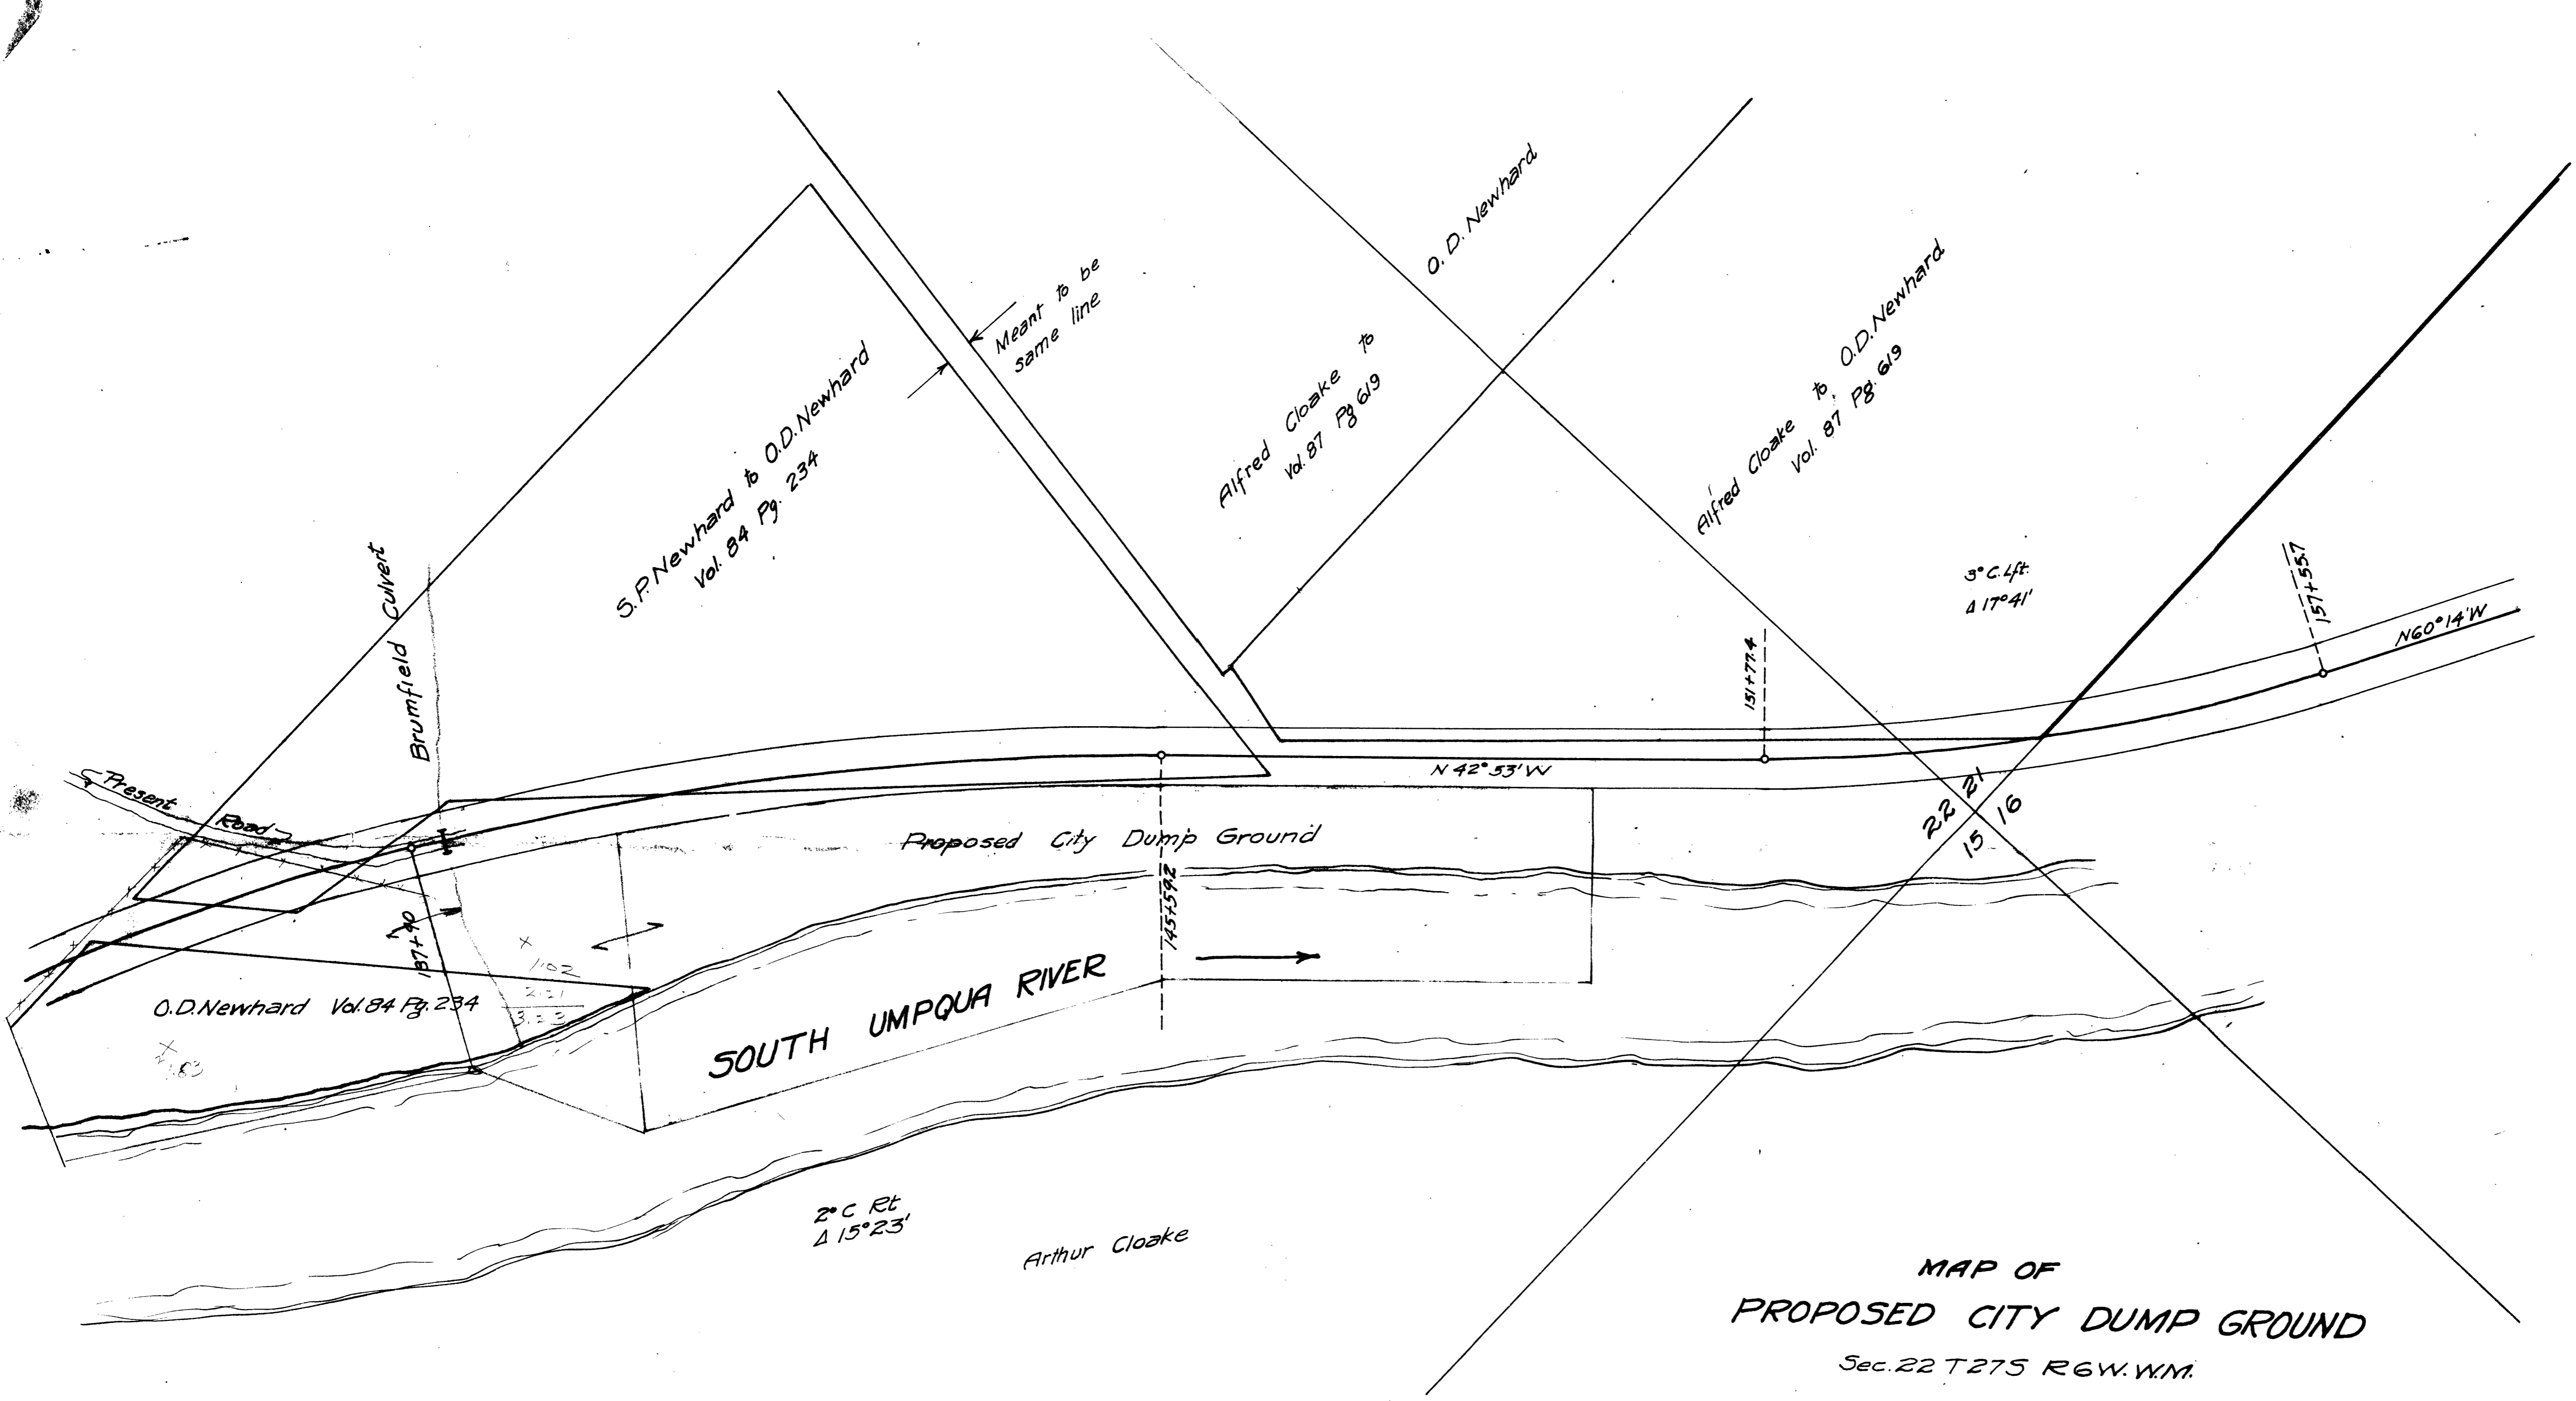 O. D. Newhard
Meant to be
same line
S.P. Newhard to O.D. Newhard
Vol. 84 Pg. 234
Alfred Cloake to
Vol. 87 Pg 619
Alfred Cloake to O.D. Newhard
Vol. 87 Pg. 619
Brumfield Culvert
3° C. Lft.
Δ 17° 41'
157+55.7
N60°14'W
151+77.4
N 42° 53' W
Present Road
22 21
15 16
Proposed City Dump Ground
145+59.2
137+90
1.02
O.D. Newhard Vol. 84 Pg. 234
SOUTH UMPQUA RIVER
2° C Rt
Δ 15° 23'
Arthur Cloake
MAP OF
PROPOSED CITY DUMP GROUND
Sec. 22 T27S R6W. W.M.